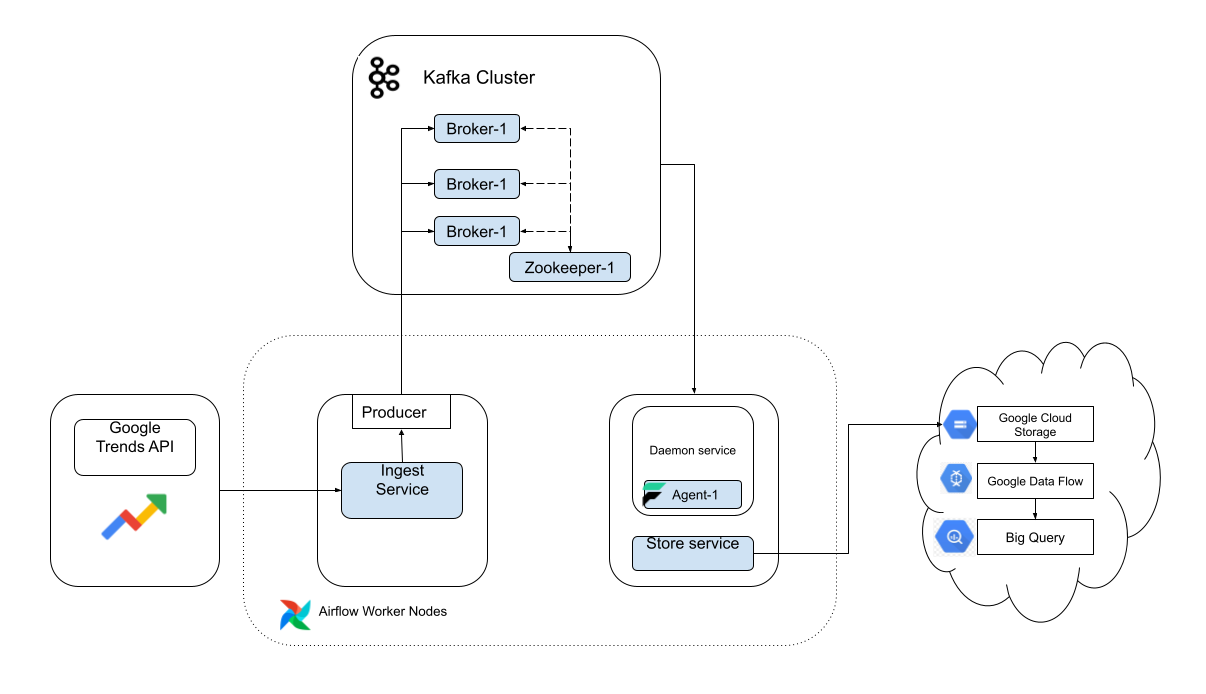 Kafka Cluster
Broker-1
Broker-1
Broker-1
Zookeeper-1
Google
Trends API
Producer
Ingest
Service
Daemon service
Agent-1
Store service
Airflow Worker Nodes
Google Cloud
Storage
Google Data Flow
Big Query